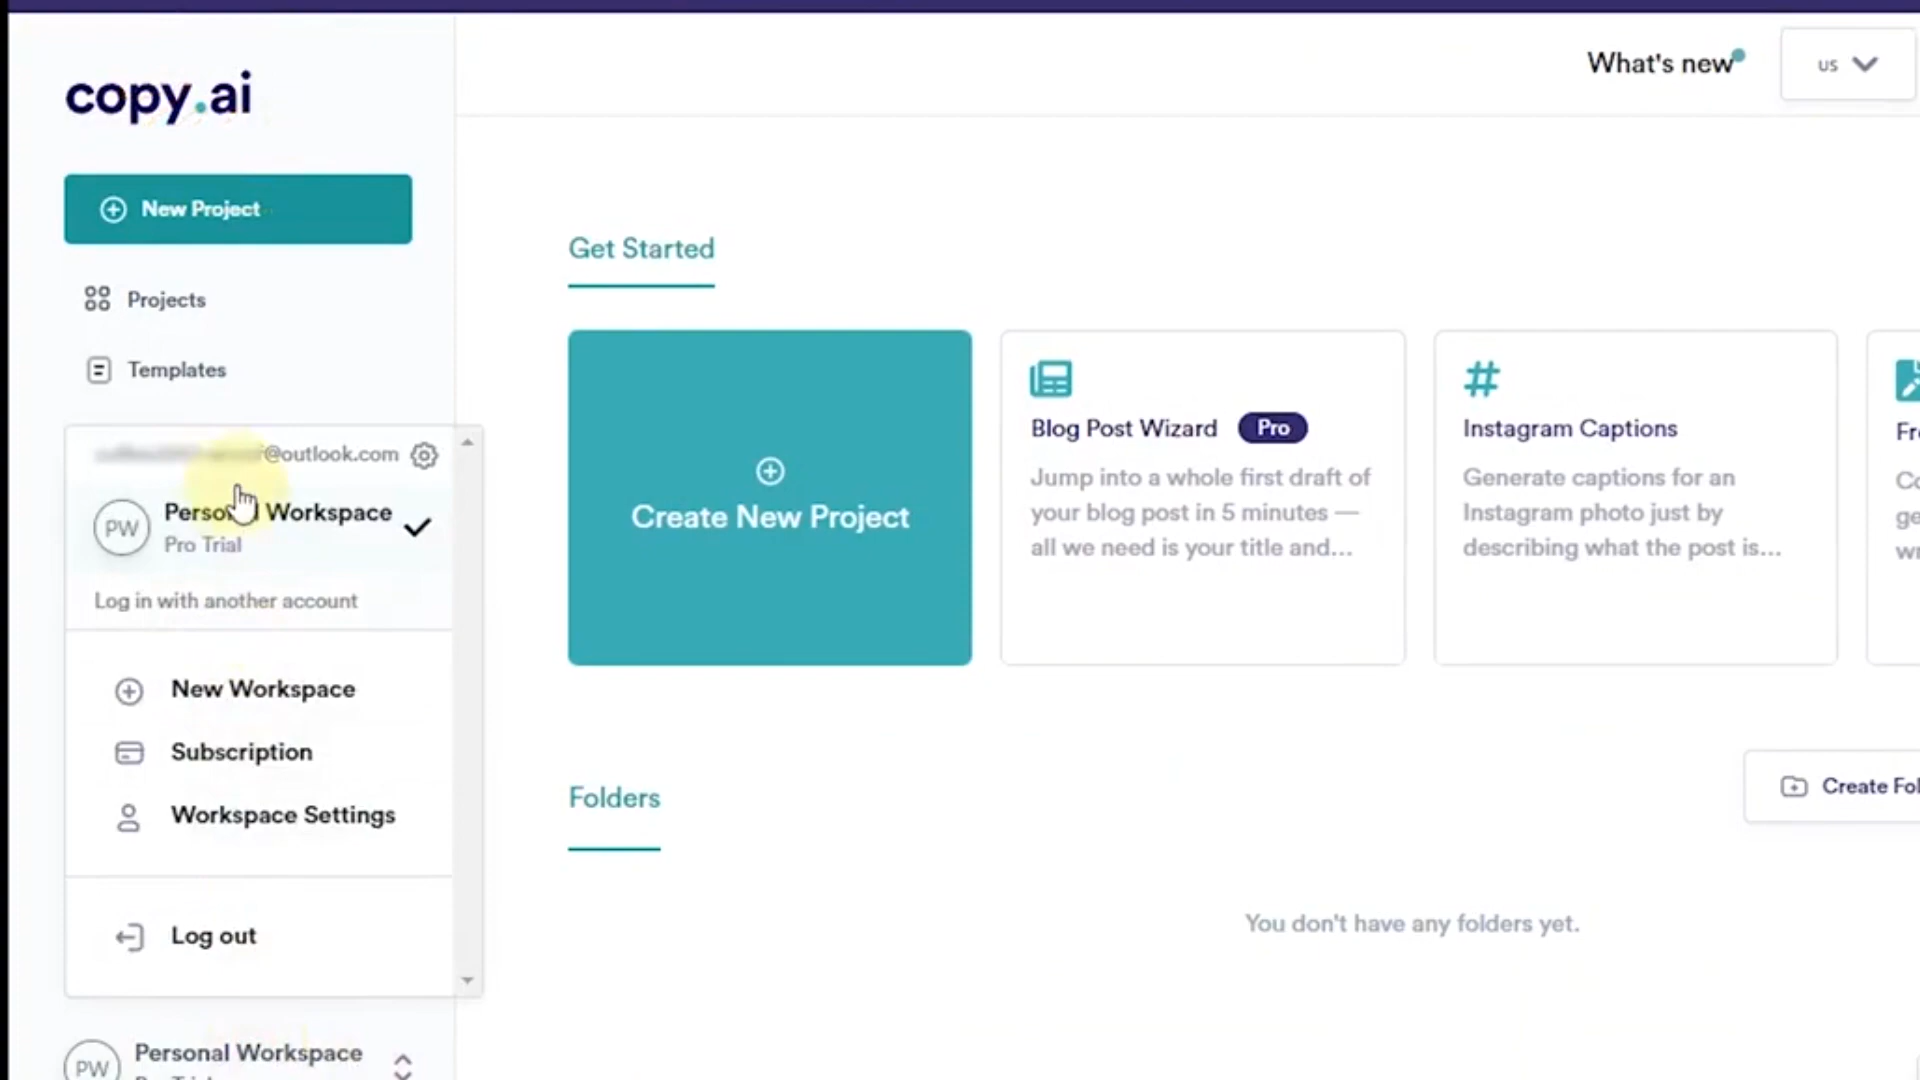 copy.ai
What's new
US
New Project
Projects
Templates
@outlook.com
PW
Personal Workspace
Pro Trial
Log in with another account
New Workspace
Subscription
Workspace Settings
Log out
PW
Personal Workspace
Get Started
Create New Project
Blog Post Wizard
Pro
Jump into a whole first draft of
your blog post in 5 minutes —
all we need is your title and...
#
Instagram Captions
Generate captions for an
Instagram photo just by
describing what the post is...
Folders
Create Fol
You don't have any folders yet.